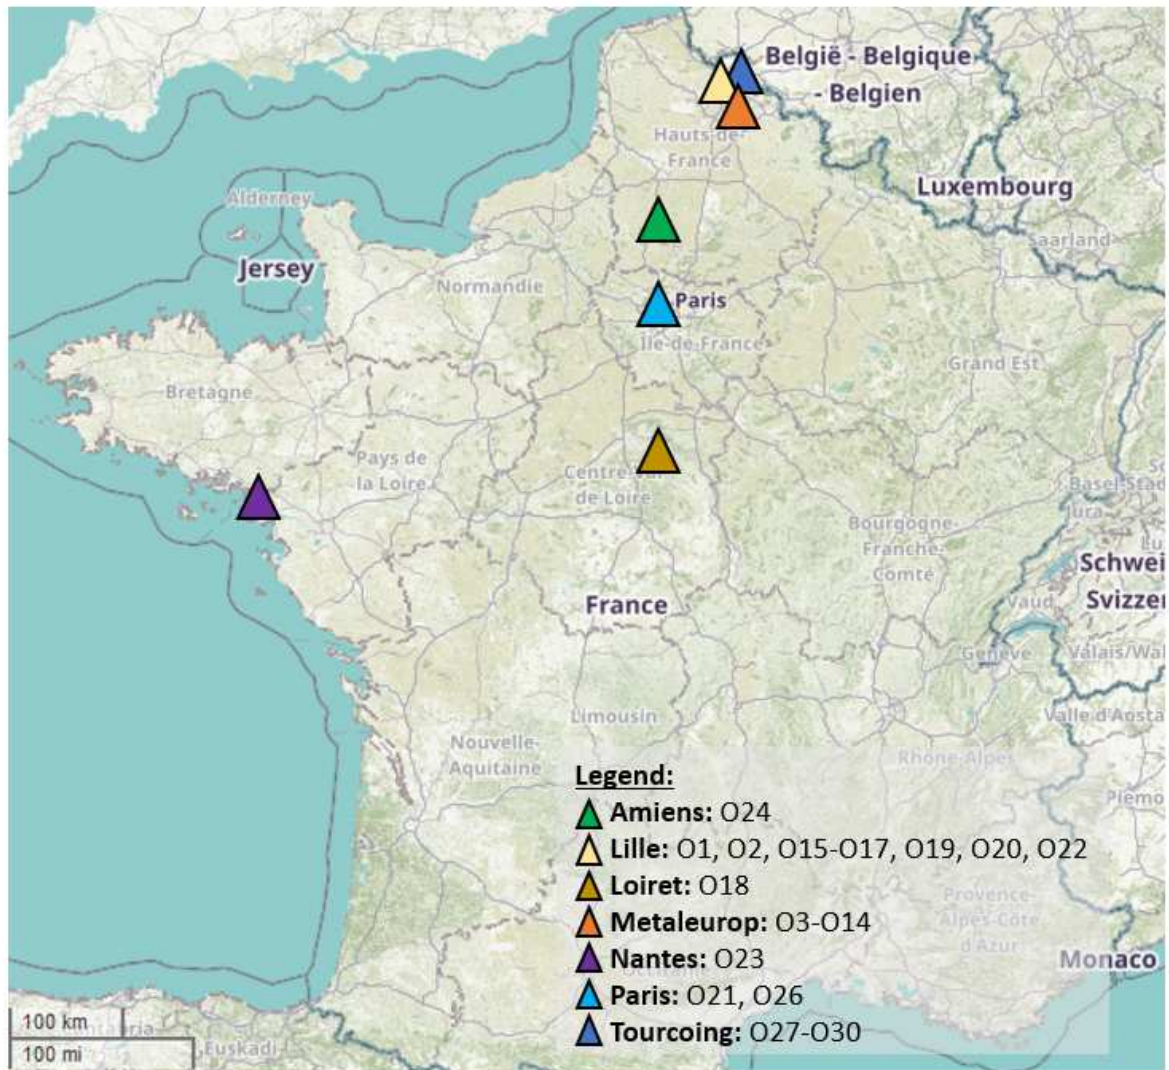 België - Belgique
- Belgien
Hauts-de-
France
Luxembourg
Alderney
Saarland
Jersey
Normandie
Paris
Île-de-France
Grand Est
Bretagne
Pays de
la Loire
Centre-Val
de Loire
Basel-Stad
Jura
Bourgogne-
Franche-
Comté
Schwei
Svizzer
France
Vaud
Genève
Valais/Wal
Limousin
Valle d'Aosta
Nouvelle-
Aquitaine
Rhône-Alpes
Piemo
Legend:
Amiens: O24
Lille: O1, O2, O15-O17, O19, O20, O22
Loiret: O18
Provence-
Alpes-Côte
d'Azur
Metaleurop: O3-O14
Nantes: O23
Monaco
Paris: O21, O26
Tourcoing: O27-O30
100 km
100 mi
Euskadi